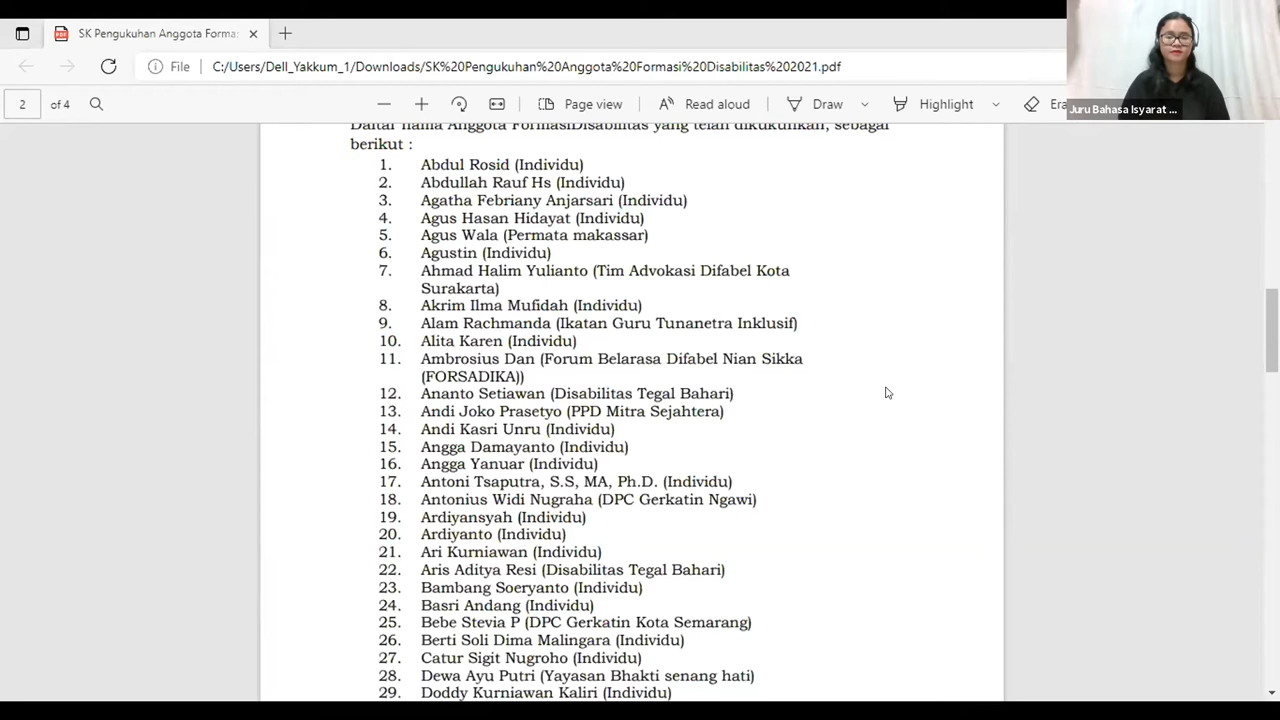 SK Pengukuhan Anggota Forma
File C:/Users/Dell_Yakkum_1/Downloads/SK%20Pengukuhan%20Anggota%20Formasi%20Disabilitas%202021.pdf
2 of 4 Page view Read aloud Draw Highlight Era
Juru Bahasa Isyarat ...
Daftar nama Anggota FormasiDisabilitas yang telah dikukuhkan, sebagai
berikut :
1. Abdul Rosid (Individu)
2. Abdullah Rauf Hs (Individu)
3. Agatha Febriany Anjarsari (Individu)
4. Agus Hasan Hidayat (Individu)
5. Agus Wala (Permata makassar)
6. Agustin (Individu)
7. Ahmad Halim Yulianto (Tim Advokasi Difabel Kota
Surakarta)
8. Akrim Ilma Mufidah (Individu)
9. Alam Rachmanda (Ikatan Guru Tunanetra Inklusif)
10. Alita Karen (Individu)
11. Ambrosius Dan (Forum Belarasa Difabel Nian Sikka
(FORSADIKA))
12. Ananto Setiawan (Disabilitas Tegal Bahari)
13. Andi Joko Prasetyo (PPD Mitra Sejahtera)
14. Andi Kasri Unru (Individu)
15. Angga Damayanto (Individu)
16. Angga Yanuar (Individu)
17. Antoni Tsaputra, S.S, MA, Ph.D. (Individu)
18. Antonius Widi Nugraha (DPC Gerkatin Ngawi)
19. Ardiyansyah (Individu)
20. Ardiyanto (Individu)
21. Ari Kurniawan (Individu)
22. Aris Aditya Resi (Disabilitas Tegal Bahari)
23. Bambang Soeryanto (Individu)
24. Basri Andang (Individu)
25. Bebe Stevia P (DPC Gerkatin Kota Semarang)
26. Berti Soli Dima Malingara (Individu)
27. Catur Sigit Nugroho (Individu)
28. Dewa Ayu Putri (Yayasan Bhakti senang hati)
29. Doddy Kurniawan Kaliri (Individu)